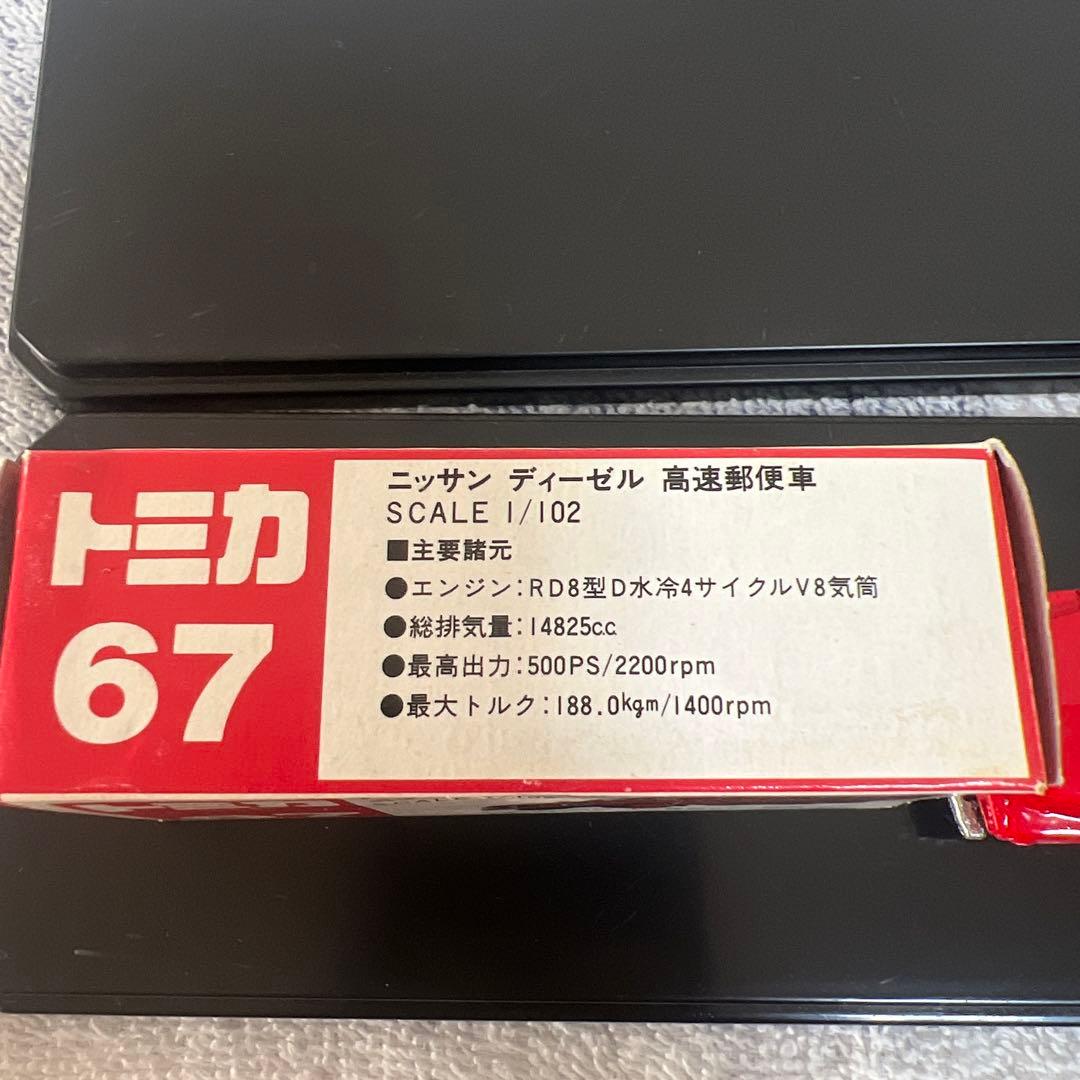 トミカ
67
ニッサン ディーゼル 高速郵便車
SCALE 1/102
■主要諸元
●エンジン:RD8型D水冷4サイクルV8気筒
●総排気量:14825c.c.
●最高出力:500PS/2200rpm
●最大トルク:188.0kgm/1400rpm